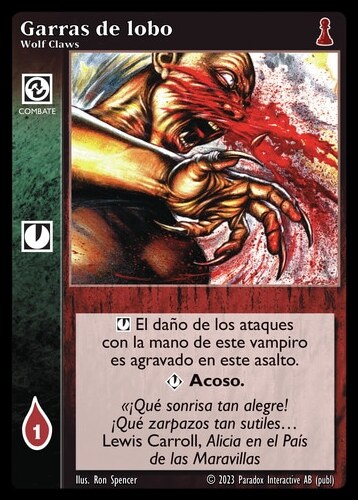 Garras de lobo
Wolf Claws
COMBATE
El daño de los ataques
con la mano de este vampiro
es agravado en este asalto.
Acoso.
«¡Qué sonrisa tan alegre!
¡Qué zarpazos tan sutiles…
Lewis Carroll, Alicia en el País
de las Maravillas
1
Ilus. Ron Spencer
© 2023 Paradox Interactive AB (publ)